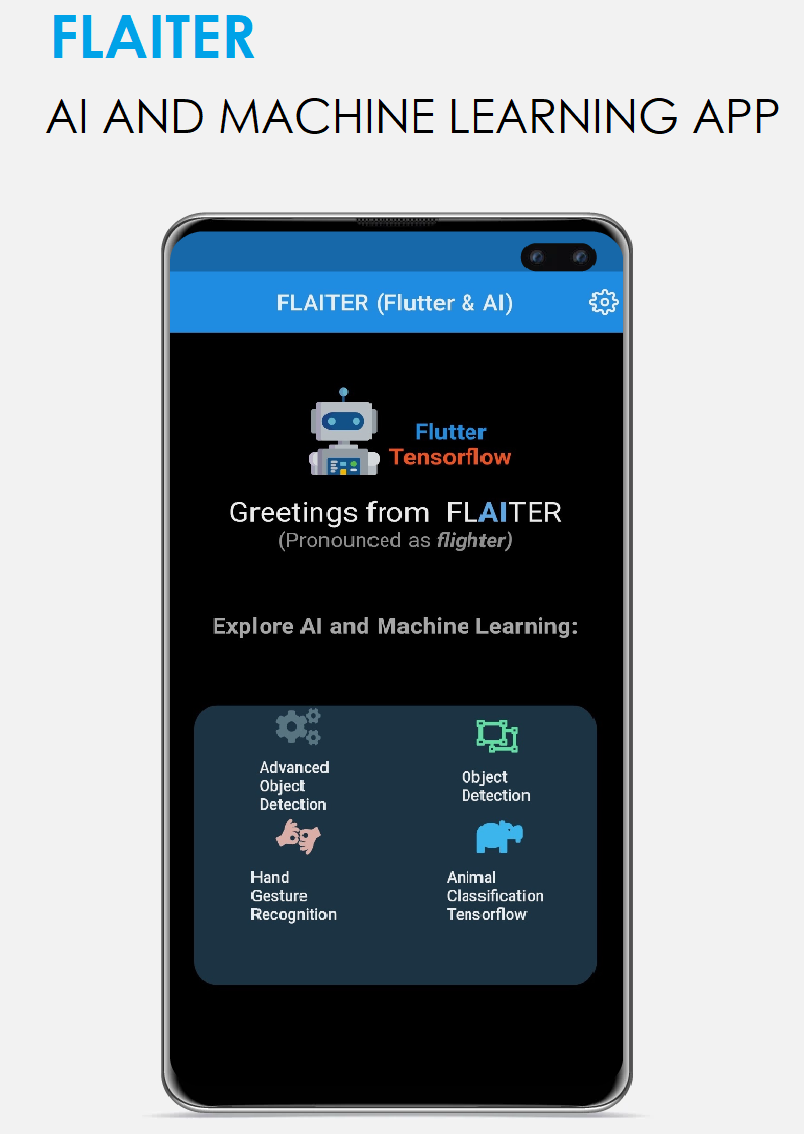 FLAITER
AI AND MACHINE LEARNING APP
FLAITER (Flutter & AI)
Flutter
Tensorflow
Greetings from FLAITER
(Pronounced as flighter)
Explore AI and Machine Learning:
Advanced
Object
Detection
Object
Detection
Hand
Gesture
Recognition
Animal
Classification
Tensorflow